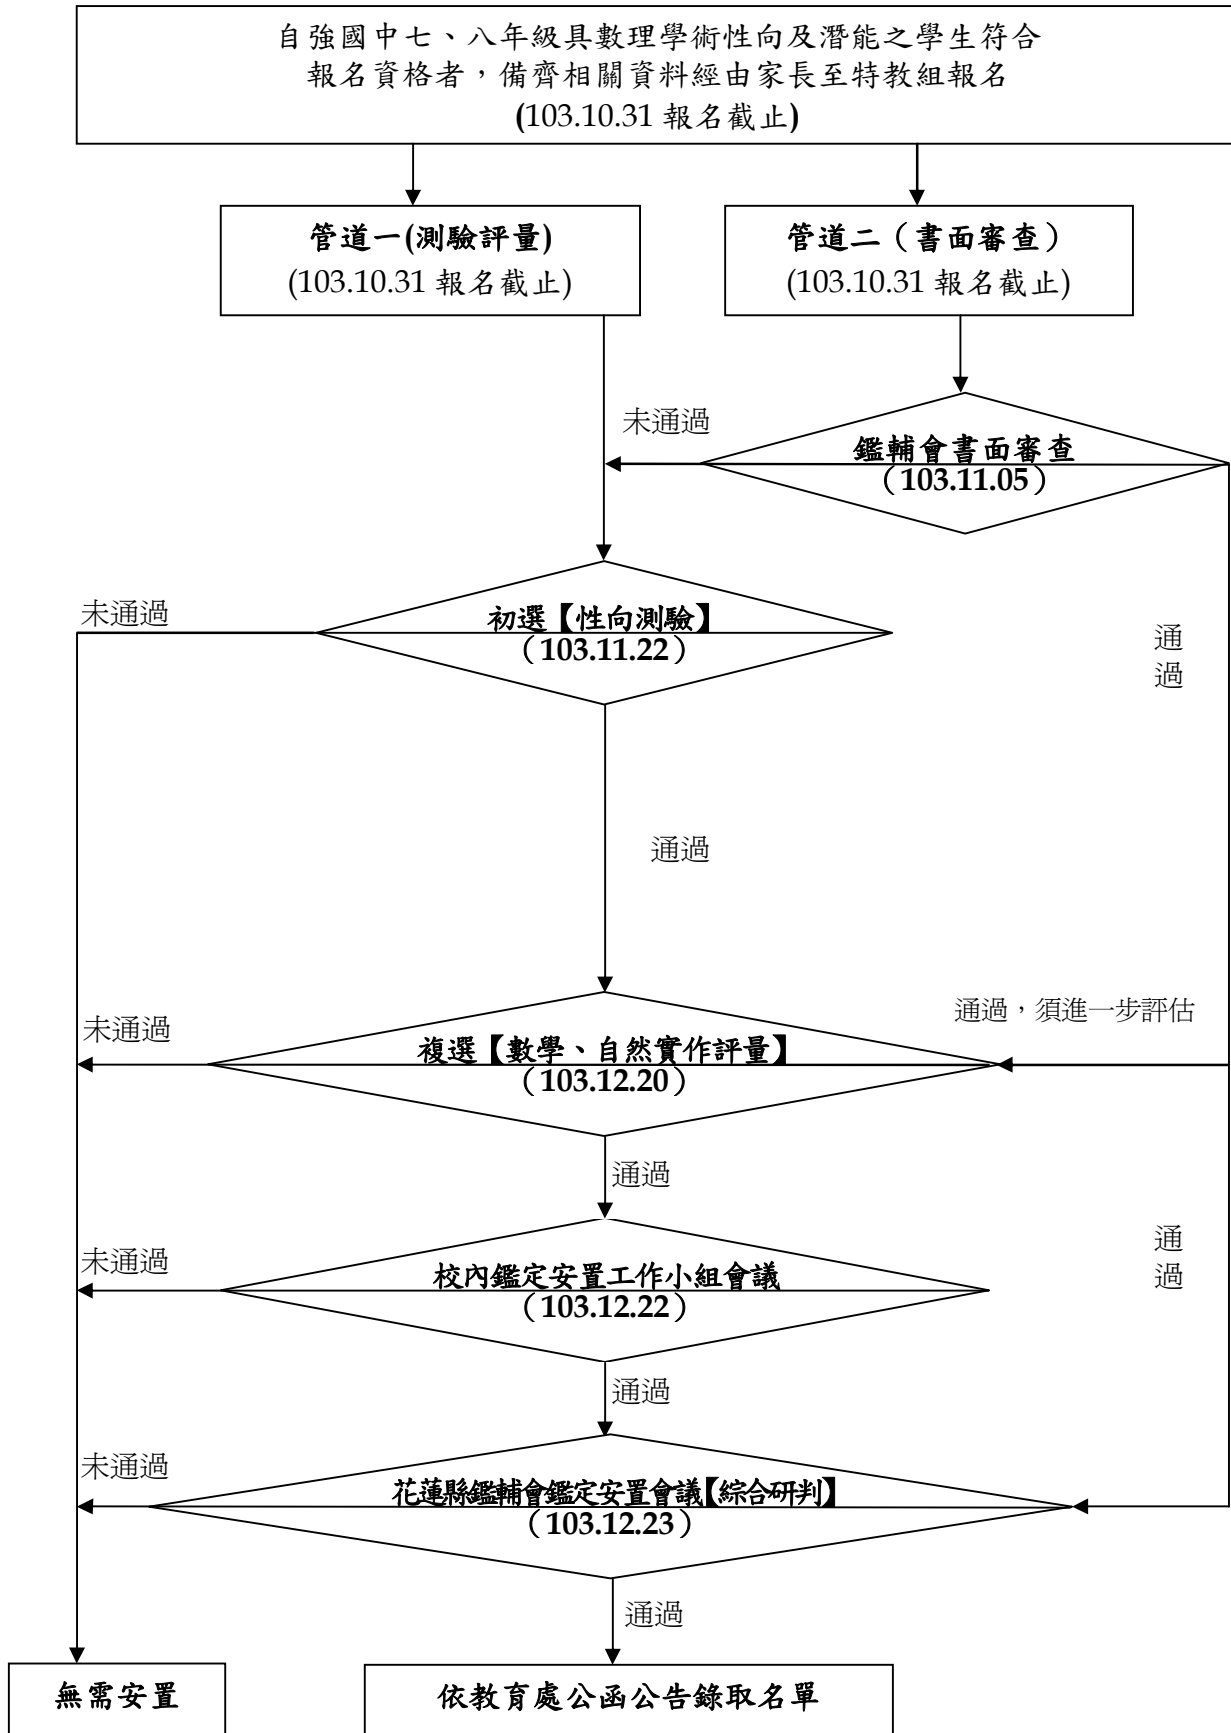 自強國中七、八年級具數理學術性向及潛能之學生符合
報名資格者，備齊相關資料經由家長至特教組報名
(103.10.31 報名截止)
管道一(測驗評量)
(103.10.31 報名截止)
管道二（書面審查）
(103.10.31 報名截止)
未通過
鑑輔會書面審查
（103.11.05）
未通過
初選【性向測驗】
（103.11.22）
通過
通過
通過，須進一步評估
未通過
複選【數學、自然實作評量】
（103.12.20）
通過
未通過
校內鑑定安置工作小組會議
（103.12.22）
通過
通過
未通過
花蓮縣鑑輔會鑑定安置會議【綜合研判】
（103.12.23）
通過
無需安置
依教育處公函公告錄取名單